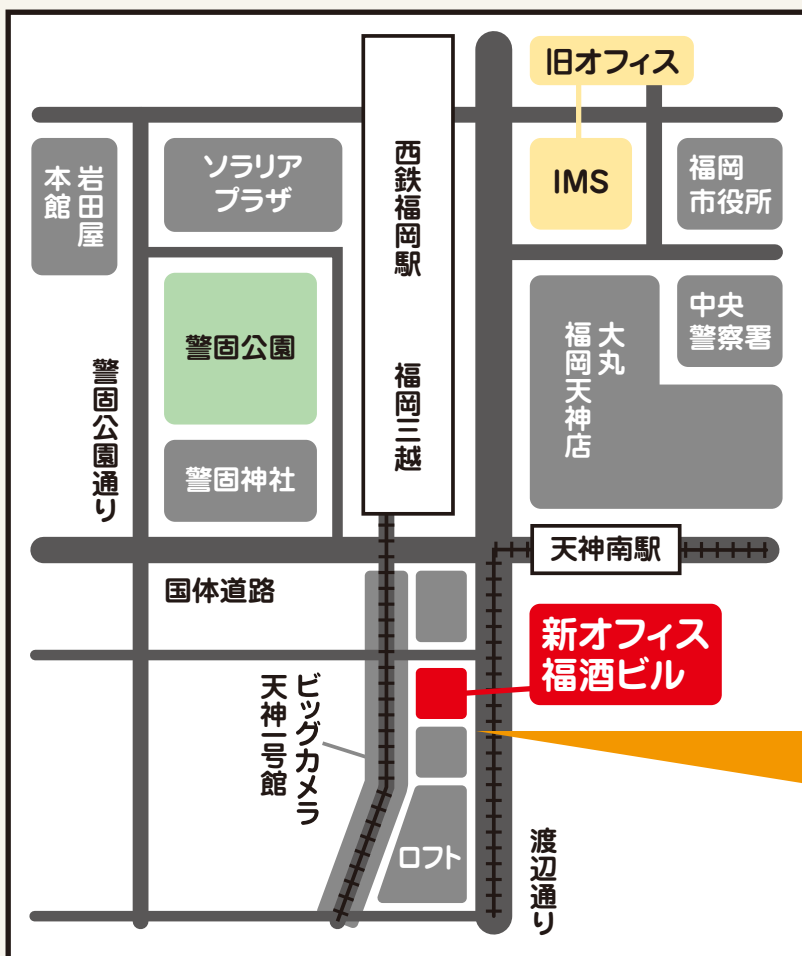 旧オフィス
IMS
福岡
市役所
ソラリア
プラザ
岩田屋
本館
西鉄福岡駅
福岡三越
警固公園
警固公園通り
警固神社
中央
警察署
大丸
福岡天神店
天神南駅
国体道路
新オフィス
福酒ビル
ビッグカメラ
天神一号館
ロフト
渡辺通り